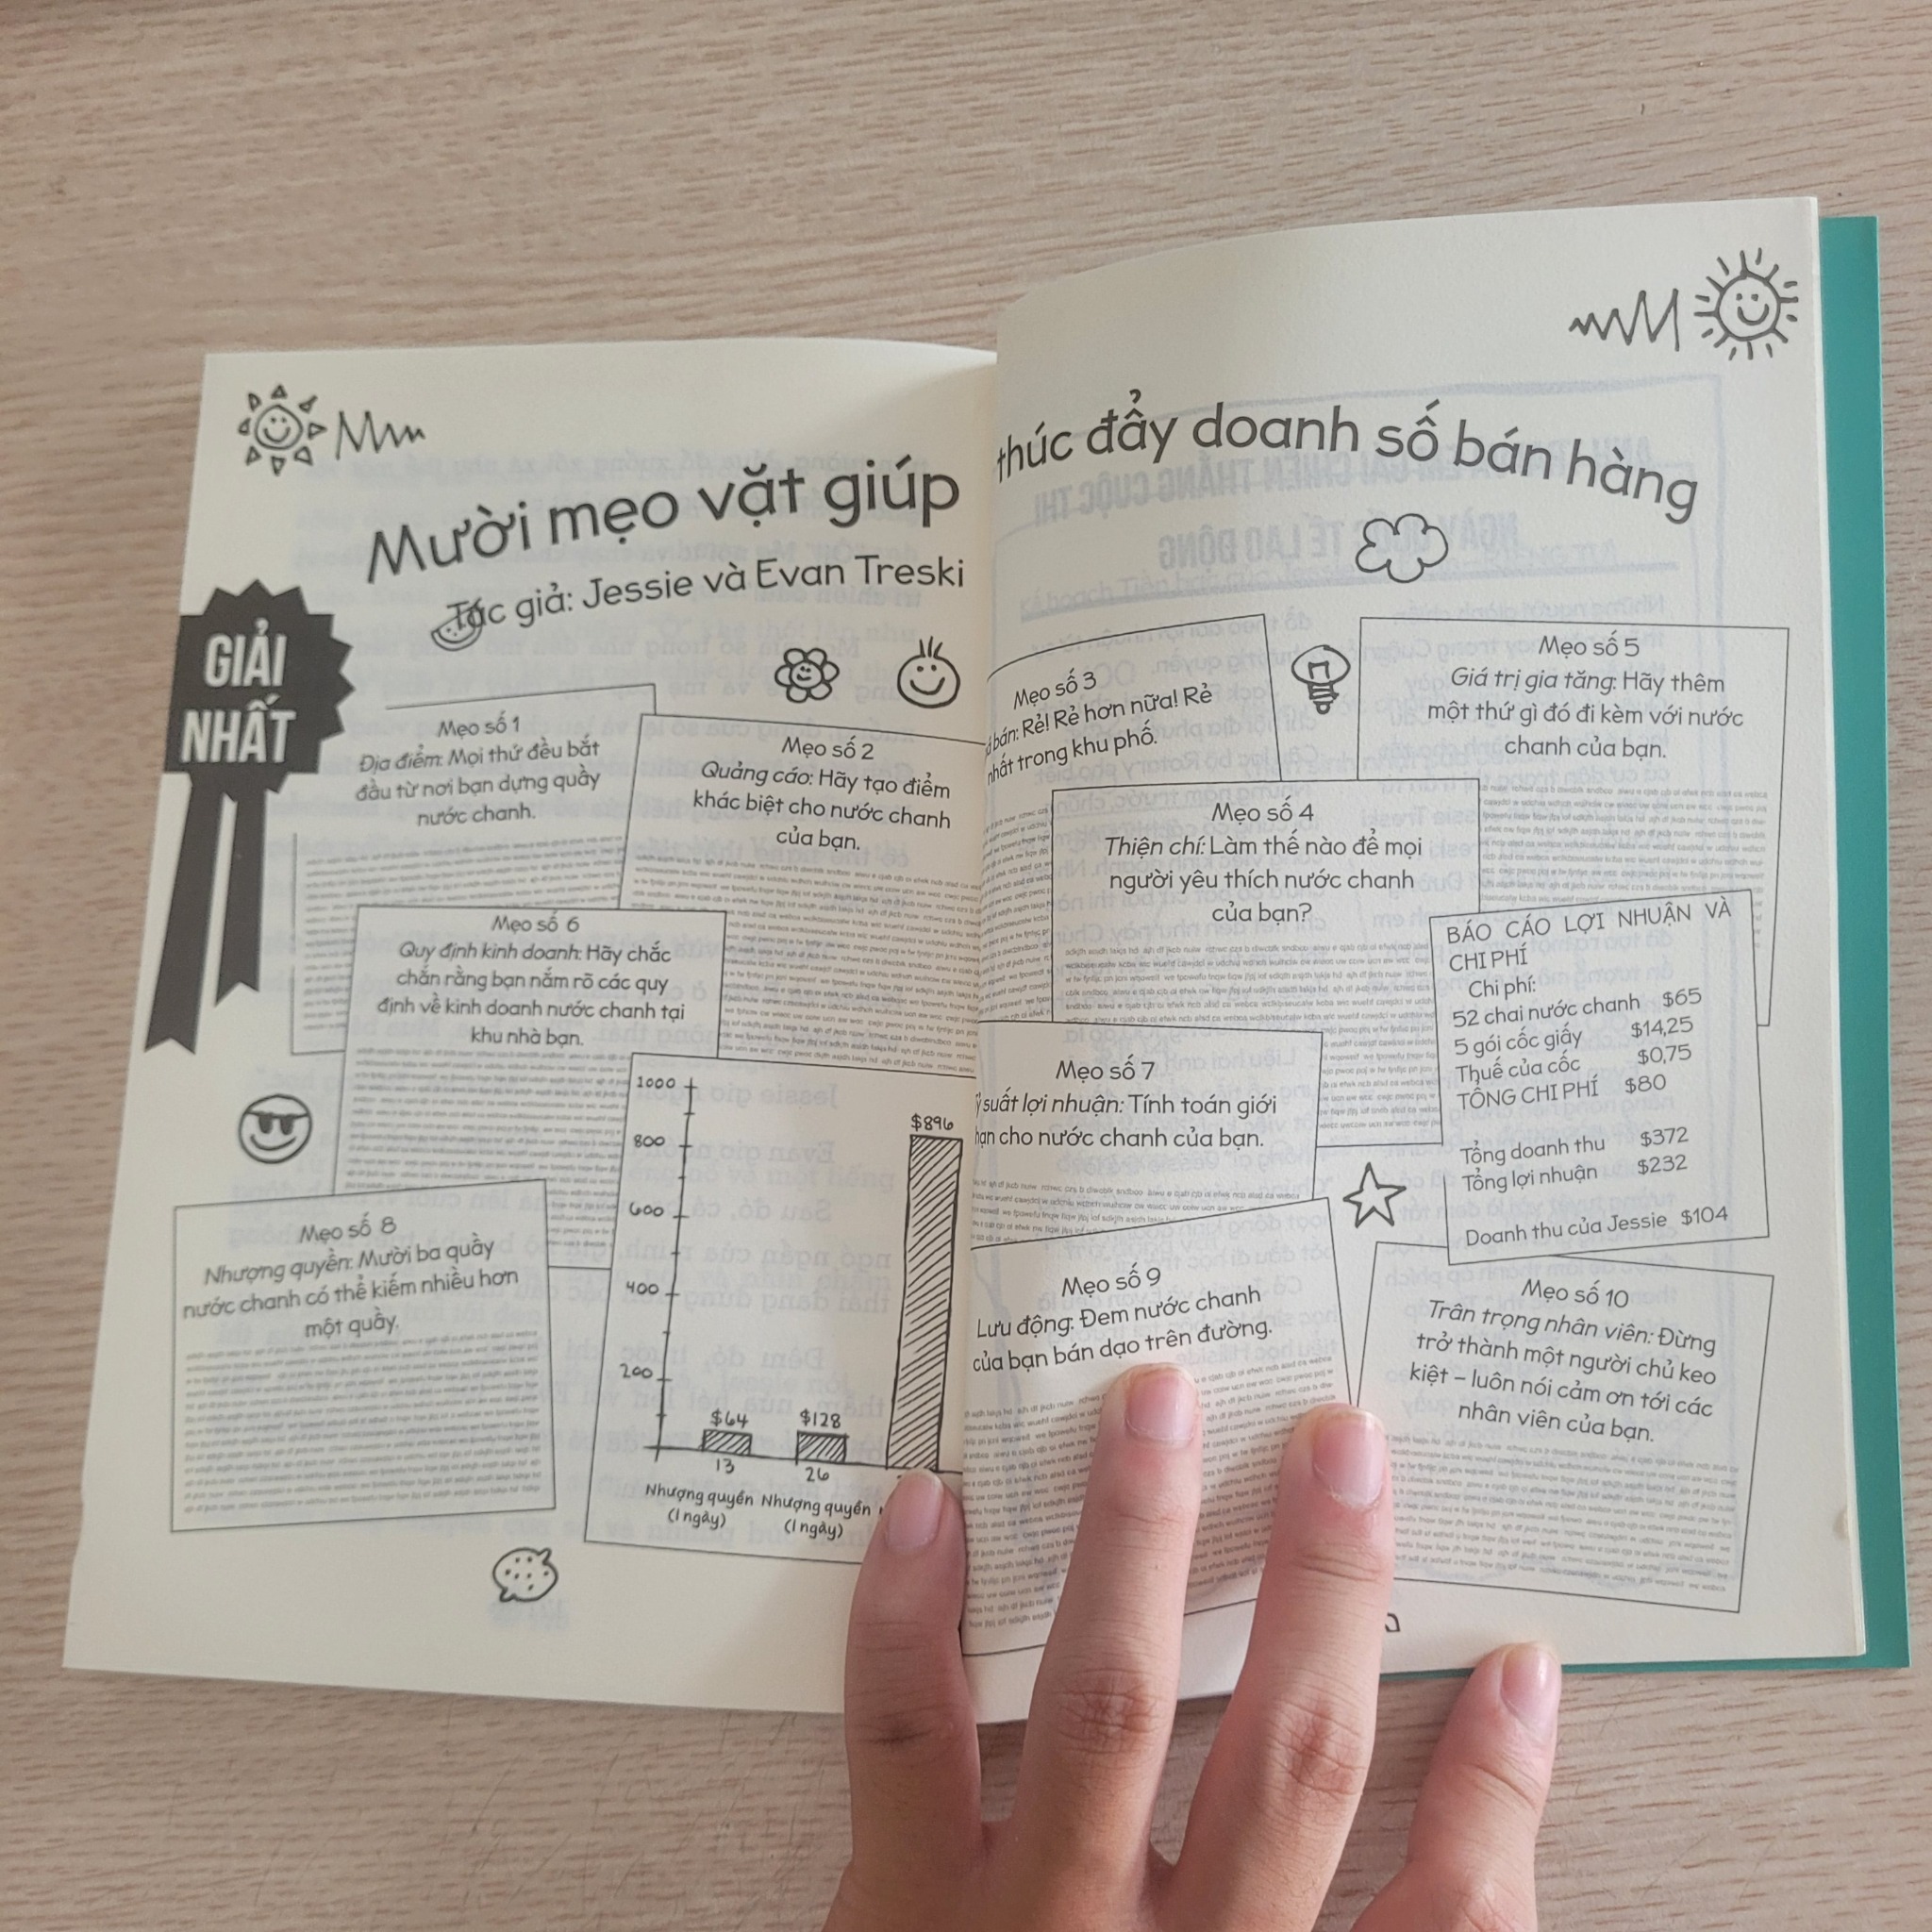 Mười mẹo vặt giúp thúc đẩy doanh số bán hàng
Tác giả: Jessie và Evan Treski
GIẢI
NHẤT
Mẹo số 1
Địa điểm: Mọi thứ đều bắt
đầu từ nơi bạn dựng quầy
nước chanh.
Mẹo số 2
Quảng cáo: Hãy tạo điểm
khác biệt cho nước chanh
của bạn.
Mẹo số 3
bán: Rẻ! Rẻ hơn nữa! Rẻ
nhất trong khu phố.
Mẹo số 4
Thiện chí: Làm thế nào để mọi
người yêu thích nước chanh
của bạn?
Mẹo số 5
Giá trị gia tăng: Hãy thêm
một thứ gì đó đi kèm với nước
chanh của bạn.
Mẹo số 6
Quy định kinh doanh: Hãy chắc
chắn rằng bạn nắm rõ các quy
định về kinh doanh nước chanh tại
khu nhà bạn.
Mẹo số 7
suất lợi nhuận: Tính toán giới
hạn cho nước chanh của bạn.
Mẹo số 8
Nhượng quyền: Mười ba quầy
nước chanh có thể kiếm nhiều hơn
một quầy.
1000
800
600
400
200
$64
$128
$896
13
26
Nhượng quyền
(1 ngày)
Nhượng quyền
(1 ngày)
Mẹo số 9
Lưu động: Đem nước chanh
của bạn bán dạo trên đường.
Mẹo số 10
Trân trọng nhân viên: Đừng
trở thành một người chủ keo
kiệt – luôn nói cảm ơn tới các
nhân viên của bạn.
BÁO CÁO LỢI NHUẬN VÀ
CHI PHÍ
Chi phí:
52 chai nước chanh $65
5 gói cốc giấy $14,25
Thuế của cốc $0,75
TỔNG CHI PHÍ $80
Tổng doanh thu $372
Tổng lợi nhuận $232
Doanh thu của Jessie $104